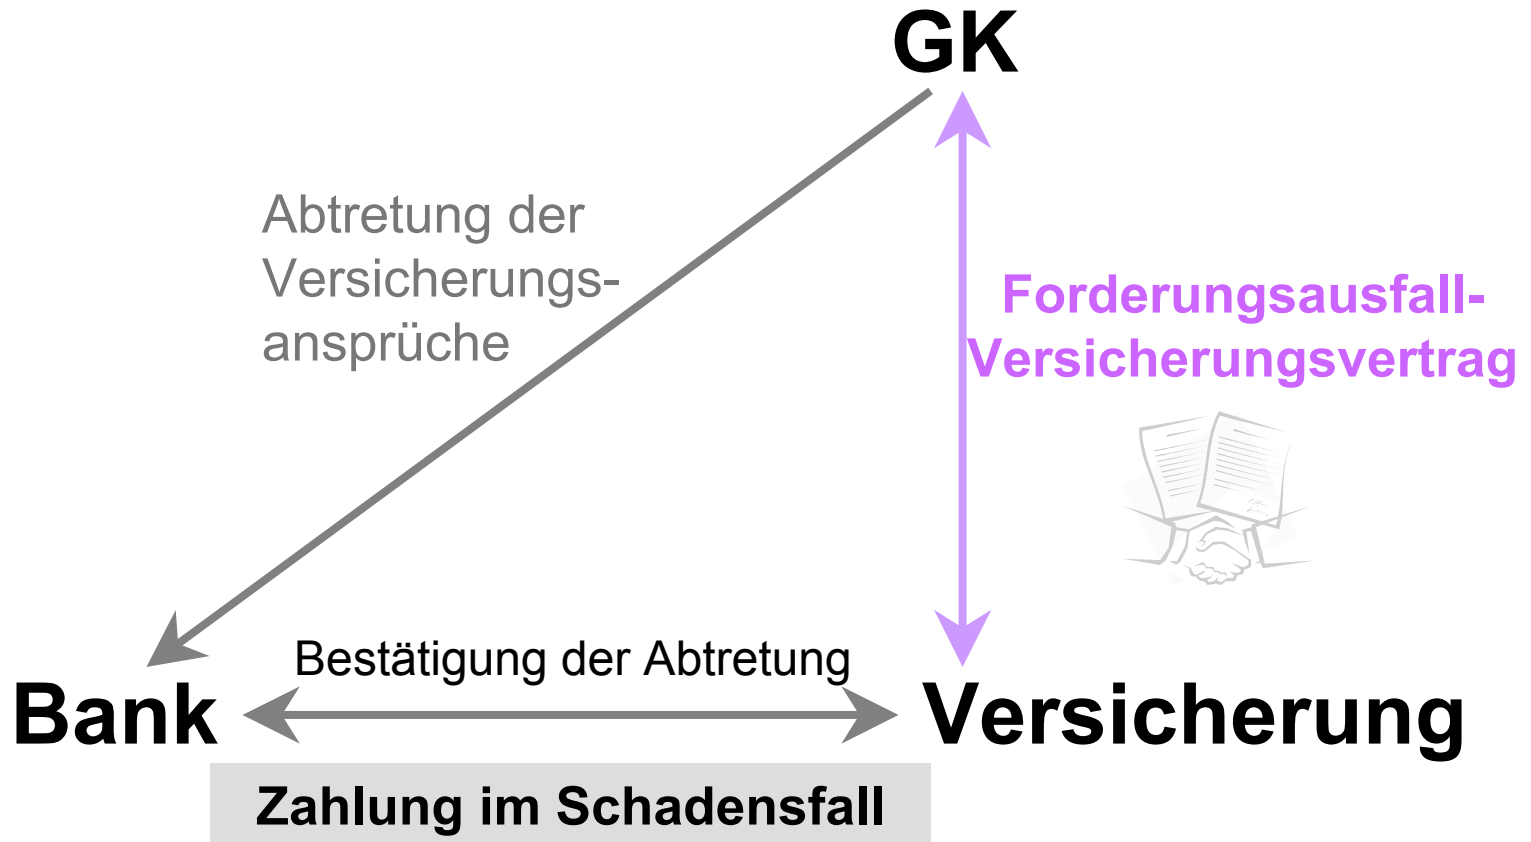 GK
Abtretung der
Versicherungs-
ansprüche
Forderungsausfall-
Versicherungsvertrag
Bestätigung der Abtretung
Bank
Versicherung
Zahlung im Schadensfall